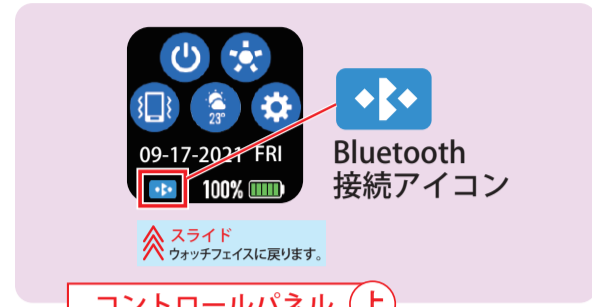 23°
09-17-2021 FRI
100%
Bluetooth
接続アイコン
スライド
ウォッチフェイスに戻ります。
コントロールパネル 上